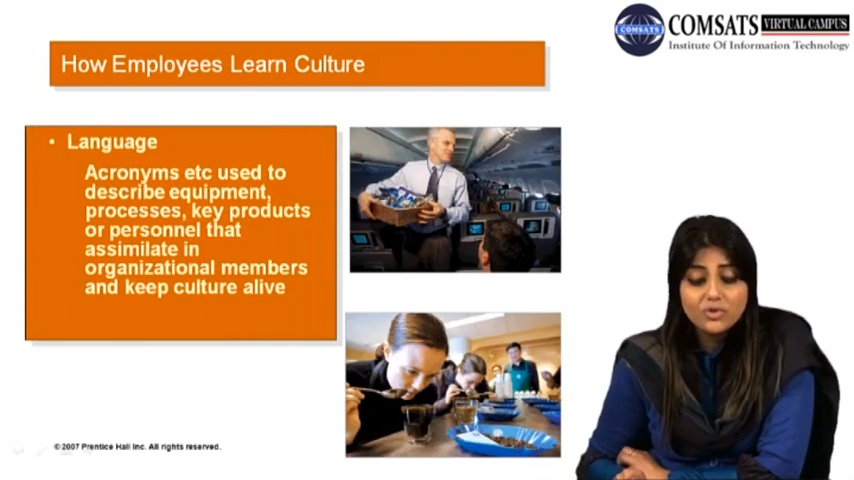 COMSATS VIRTUAL CAMPUS
COMSATS
Institute Of Information Technology
How Employees Learn Culture
• Language
Acronyms etc used to
describe equipment,
processes, key products
or personnel that
assimilate in
organizational members
and keep culture alive
© 2007 Prentice Hall Inc. All rights reserved.